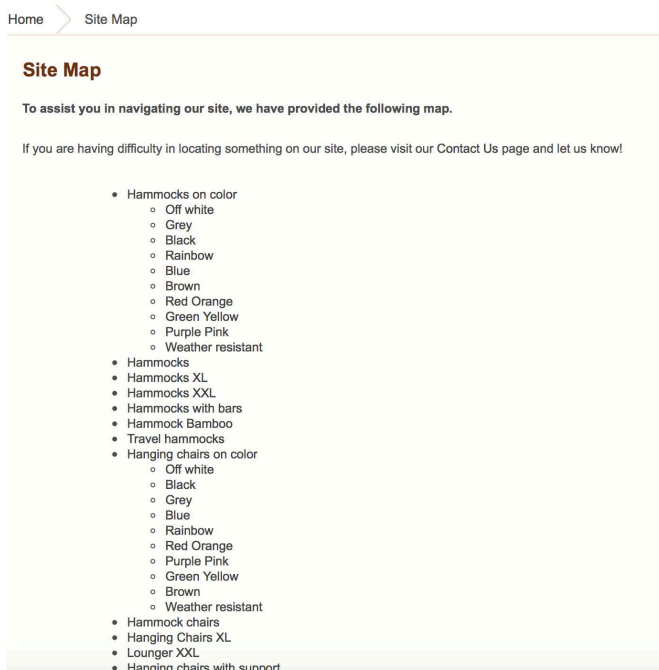 Home Site Map
Site Map
To assist you in navigating our site, we have provided the following map.
If you are having difficulty in locating something on our site, please visit our Contact Us page and let us know!
Hammocks on color
Off white
Grey
Black
Rainbow
Blue
Brown
Red Orange
Green Yellow
Purple Pink
Weather resistant
Hammocks
Hammocks XL
Hammocks XXL
Hammocks with bars
Hammock Bamboo
Travel hammocks
Hanging chairs on color
Off white
Black
Grey
Blue
Rainbow
Red Orange
Purple Pink
Green Yellow
Brown
Weather resistant
Hammock chairs
Hanging Chairs XL
Lounger XXL
Hanging chairs with support